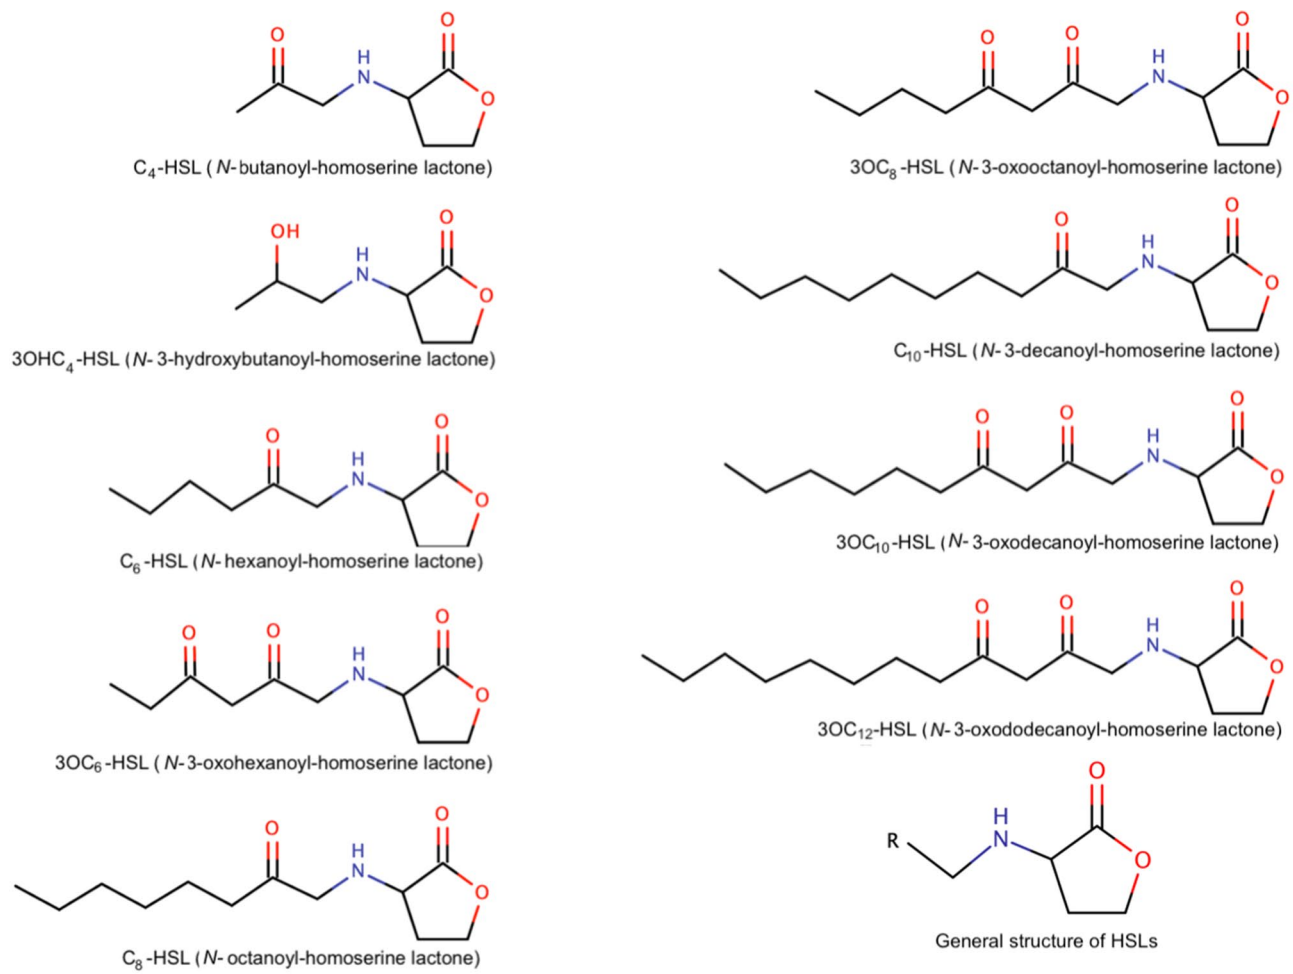 O
O
H
N
O
C4-HSL (N-butanoyl-homoserine lactone)
OH
O
H
N
O
3OHC4-HSL (N-3-hydroxybutanoyl-homoserine lactone)
O
O
H
N
O
C6-HSL (N-hexanoyl-homoserine lactone)
O
O
O
H
N
O
3OC6-HSL (N-3-oxohexanoyl-homoserine lactone)
O
O
H
N
O
C8-HSL (N-octanoyl-homoserine lactone)
O
O
O
H
N
O
3OC8-HSL (N-3-oxooctanoyl-homoserine lactone)
O
O
H
N
O
C10-HSL (N-3-decanoyl-homoserine lactone)
O
O
O
H
N
O
3OC10-HSL (N-3-oxodecanoyl-homoserine lactone)
O
O
O
H
N
O
3OC12-HSL (N-3-oxododecanoyl-homoserine lactone)
O
H
N
R
O
General structure of HSLs